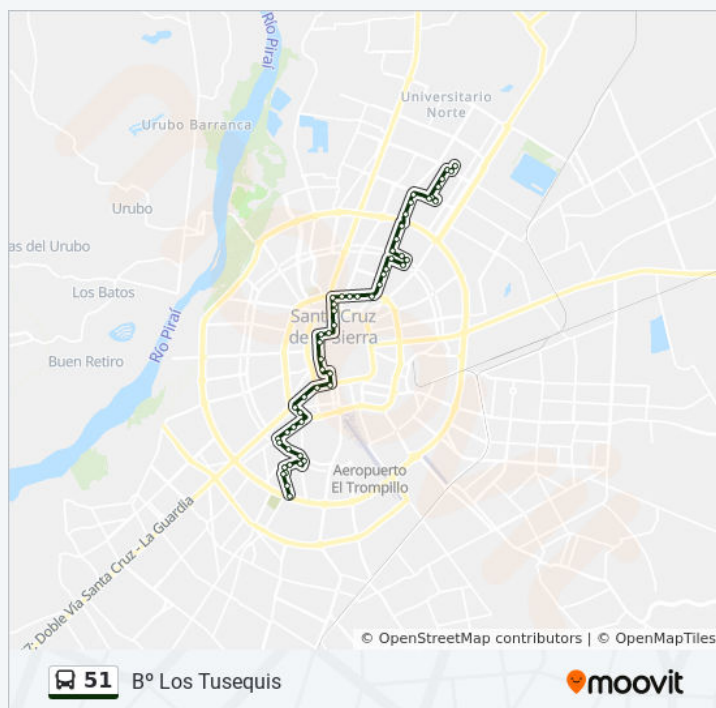 Río Piraí
Universitario
Norte
Urubo Barranca
Urubo
as del Urubo
Los Batos
Santa Cruz
de Sierra
Río Piraí
Buen Retiro
Aeropuerto
El Trompillo
7: Doble Vía Santa Cruz - La Guardia
© OpenStreetMap contributors | © OpenMapTiles
51 Bº Los Tusequis
moovit